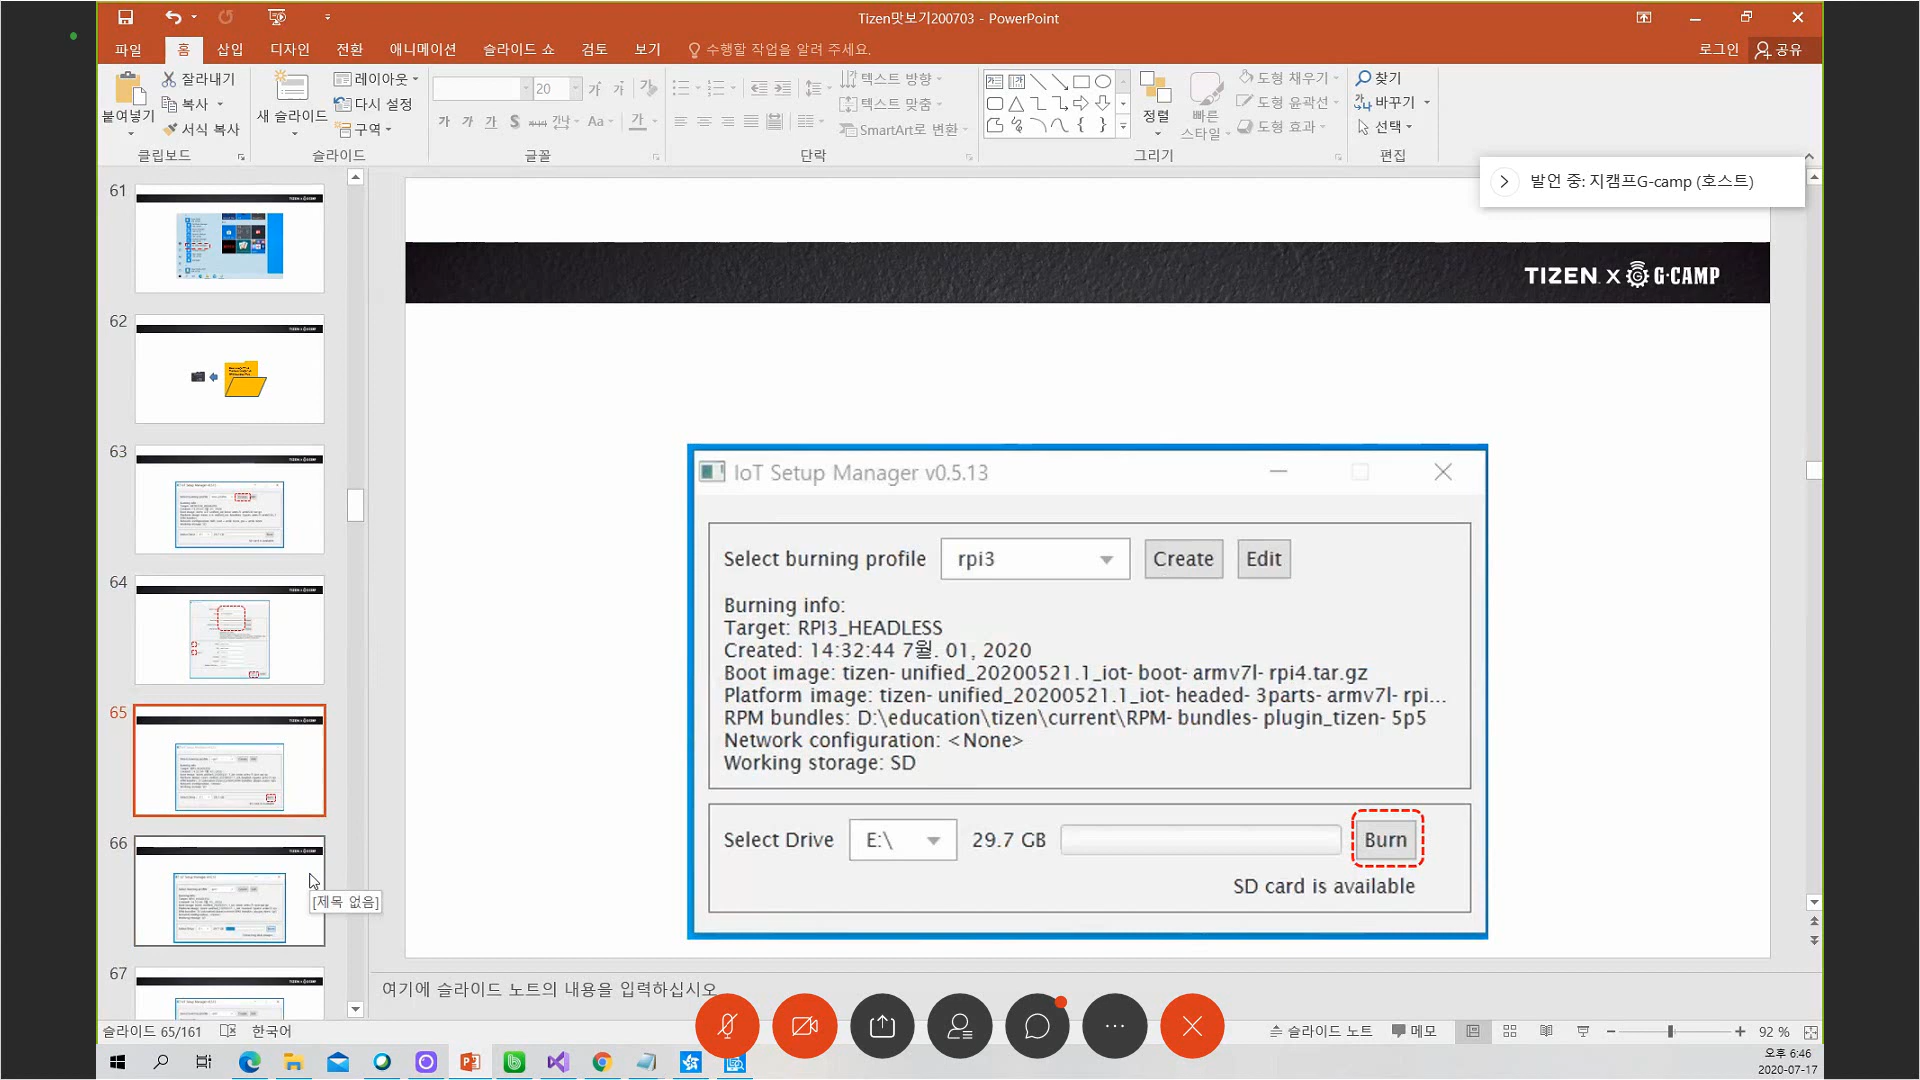 Tizen맛보기200703 - PowerPoint
파일 홈 삽입 디자인 전환 애니메이션 슬라이드 쇼 검토 보기 수행할 작업을 알려 주세요. 로그인 공유
붙여넣기
잘라내기
복사
서식 복사
클립보드
새 슬라이드
레이아웃
다시 설정
구역
슬라이드
20
가 가 가 S 간 Aa 가
글꼴
텍스트 방향
텍스트 맞춤
SmartArt로 변환
단락
정렬
빠른 스타일
도형 채우기
도형 윤곽선
도형 효과
그리기
찾기
바꾸기
선택
편집
발언 중: 지캠프G-camp (호스트)
61
62
63
64
65
66
67
[제목 없음]
TIZEN X G·CAMP
IoT Setup Manager v0.5.13
Select burning profile rpi3 Create Edit
Burning info:
Target: RPI3_HEADLESS
Created: 14:32:44 7월. 01, 2020
Boot image: tizen- unified_20200521.1_iot- boot- armv7l- rpi4.tar.gz
Platform image: tizen- unified_20200521.1_iot- headed- 3parts- armv7l- rpi...
RPM bundles: D:\education\tizen\current\RPM- bundles- plugin_tizen- 5p5
Network configuration: <None>
Working storage: SD
Select Drive E:\ 29.7 GB Burn
SD card is available
여기에 슬라이드 노트의 내용을 입력하십시오
슬라이드 65/161 한국어 슬라이드 노트 메모 92 %
오후 6:46
2020-07-17